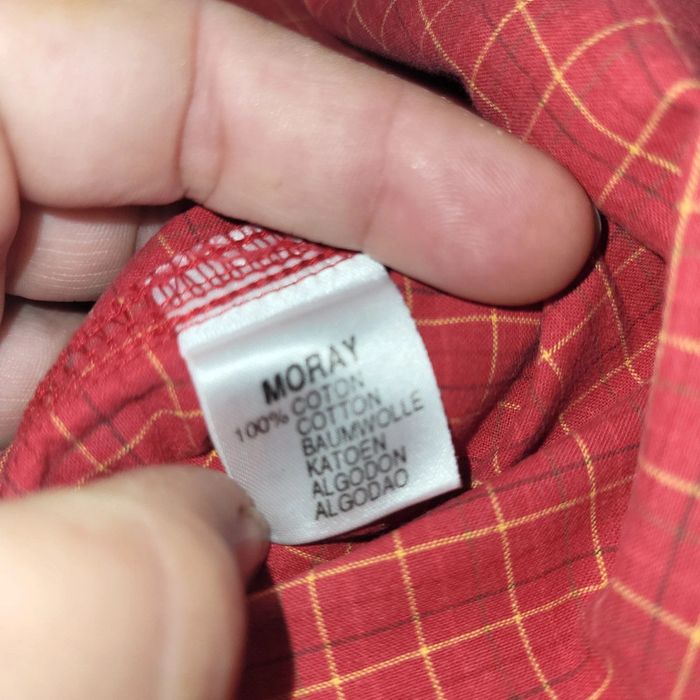 MORAY
100% COTON
COTTON
BAUMWOLLE
KATOEN
ALGODON
ALGODAO